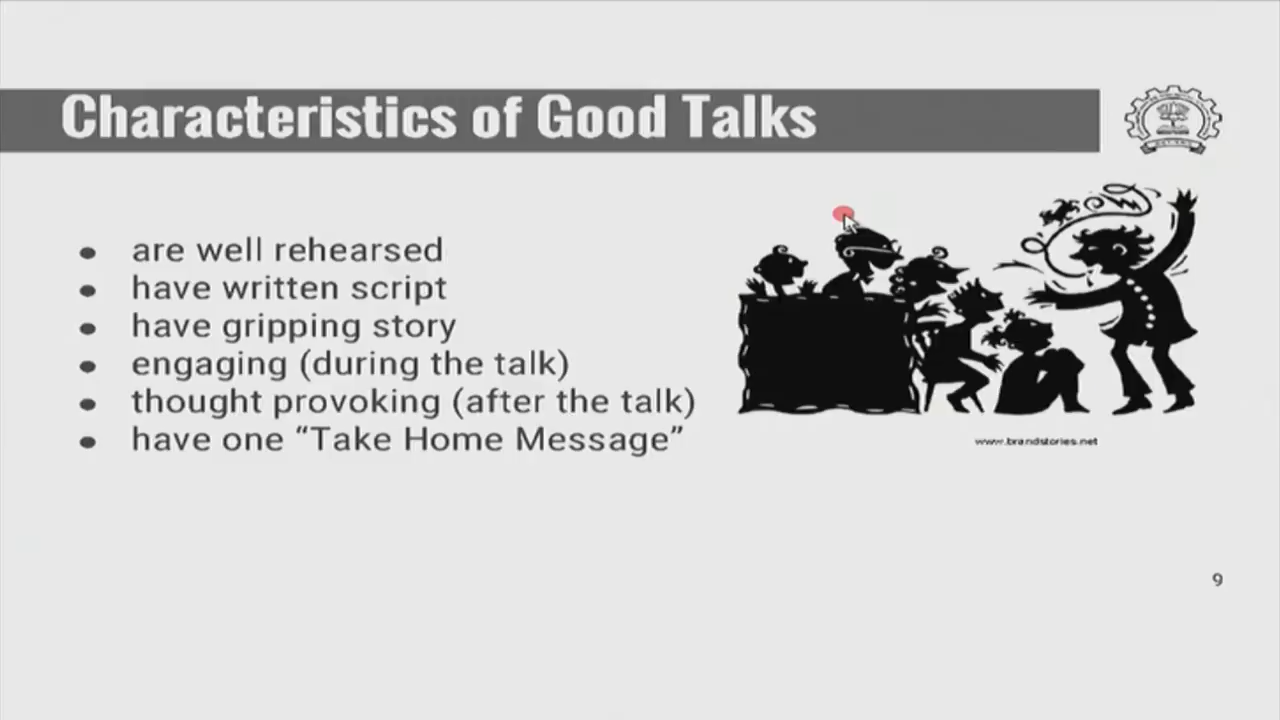 Characteristics of Good Talks
● are well rehearsed
● have written script
● have gripping story
● engaging (during the talk)
● thought provoking (after the talk)
● have one “Take Home Message”
www.brandstories.net
9